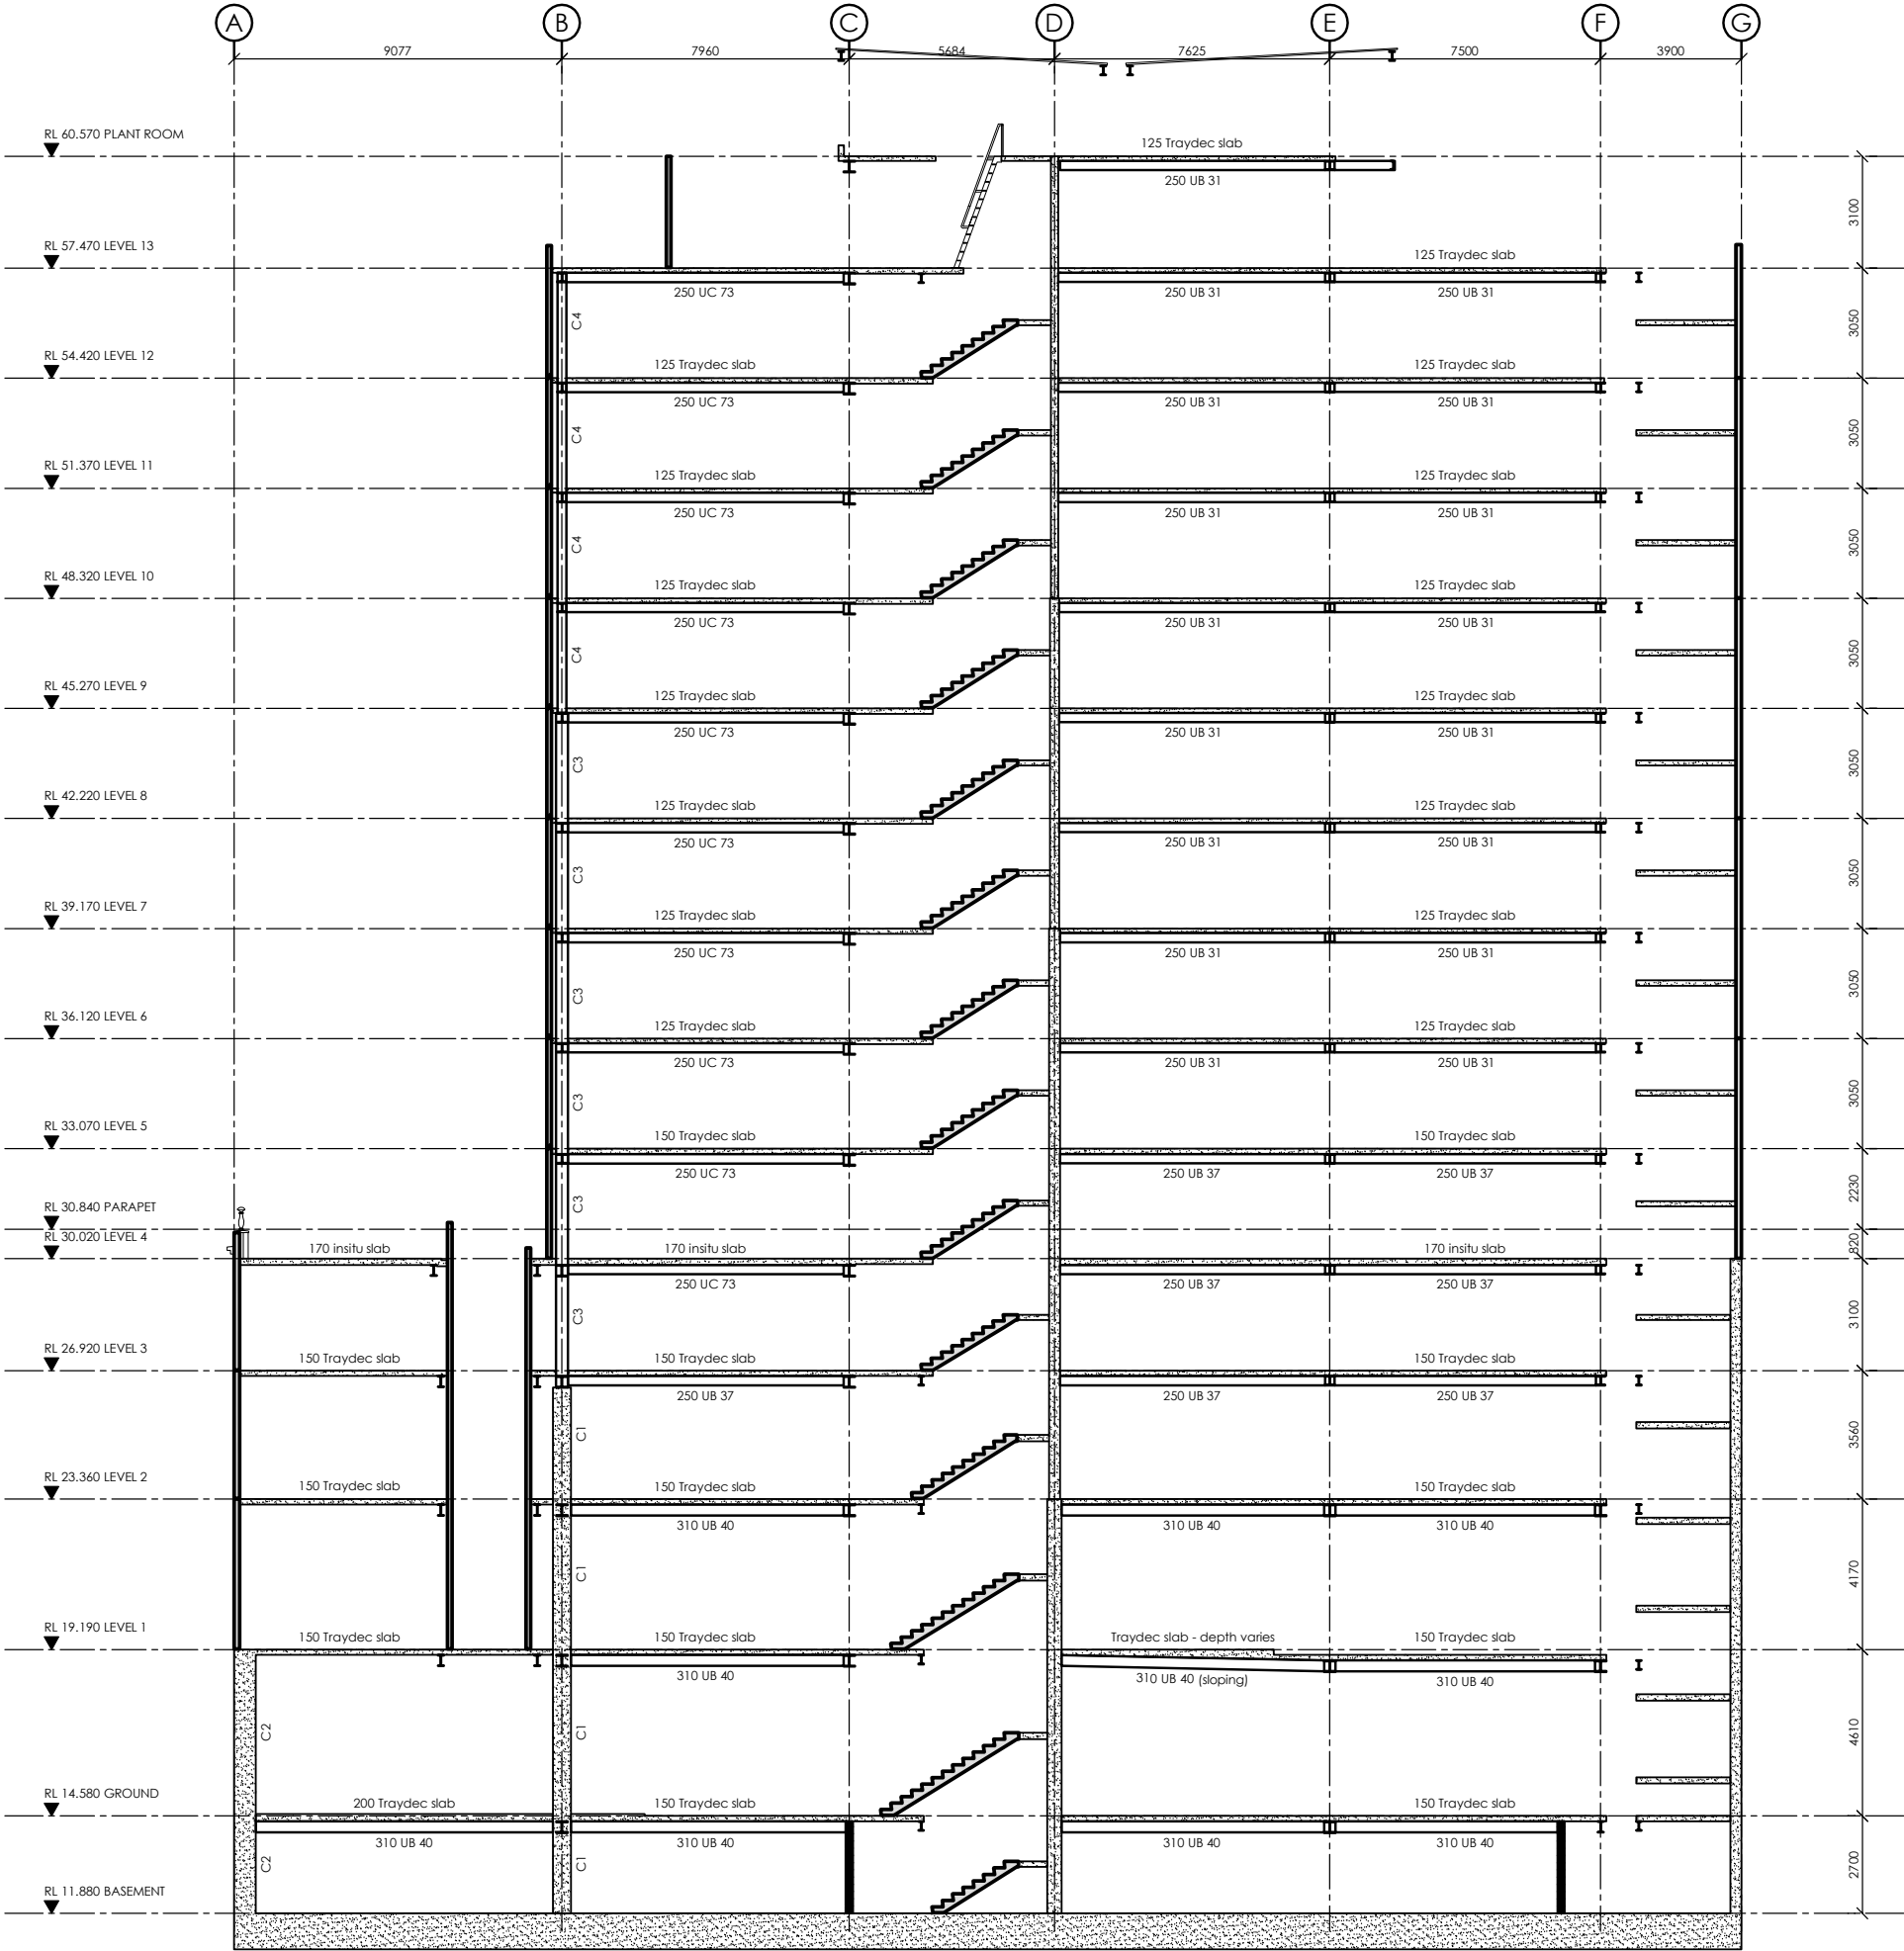 A B C D E F G
9077 7960 5684 7625 7500 3900
RL 60.570 PLANT ROOM
125 Traydec slab
250 UB 31
3100
RL 57.470 LEVEL 13
125 Traydec slab
250 UC 73 250 UB 31 250 UB 31
C4
3050
RL 54.420 LEVEL 12
125 Traydec slab 125 Traydec slab
250 UC 73 250 UB 31 250 UB 31
C4
3050
RL 51.370 LEVEL 11
125 Traydec slab 125 Traydec slab
250 UC 73 250 UB 31 250 UB 31
C4
3050
RL 48.320 LEVEL 10
125 Traydec slab 125 Traydec slab
250 UC 73 250 UB 31 250 UB 31
C4
3050
RL 45.270 LEVEL 9
125 Traydec slab 125 Traydec slab
250 UC 73 250 UB 31 250 UB 31
C3
3050
RL 42.220 LEVEL 8
125 Traydec slab 125 Traydec slab
250 UC 73 250 UB 31 250 UB 31
C3
3050
RL 39.170 LEVEL 7
125 Traydec slab 125 Traydec slab
250 UC 73 250 UB 31 250 UB 31
C3
3050
RL 36.120 LEVEL 6
125 Traydec slab 125 Traydec slab
250 UC 73 250 UB 31 250 UB 31
C3
3050
RL 33.070 LEVEL 5
150 Traydec slab 150 Traydec slab
250 UC 73 250 UB 37 250 UB 37
C3
2230
RL 30.840 PARAPET
820
RL 30.020 LEVEL 4
170 insitu slab 170 insitu slab 170 insitu slab
250 UC 73 250 UB 37 250 UB 37
C3
3100
RL 26.920 LEVEL 3
150 Traydec slab 150 Traydec slab 150 Traydec slab
250 UB 37 250 UB 37 250 UB 37
C1
3560
RL 23.360 LEVEL 2
150 Traydec slab 150 Traydec slab 150 Traydec slab
310 UB 40 310 UB 40 310 UB 40
C1
4170
RL 19.190 LEVEL 1
150 Traydec slab 150 Traydec slab Traydec slab - depth varies 150 Traydec slab
310 UB 40 310 UB 40 (sloping) 310 UB 40
C2 C1
4610
RL 14.580 GROUND
200 Traydec slab 150 Traydec slab 150 Traydec slab
310 UB 40 310 UB 40 310 UB 40 310 UB 40
C2 C1
2700
RL 11.880 BASEMENT